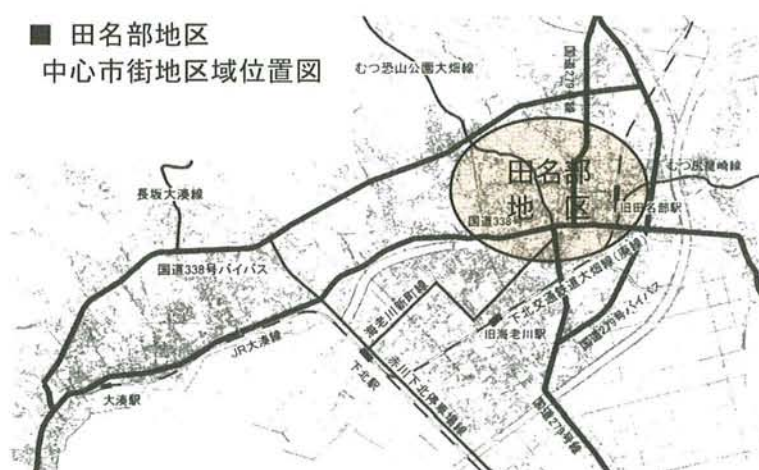 ■ 田名部地区
中心市街地区域位置図
むつ恐山公園大畑線
国道279号線
田名部
地 区
むつ尻屋崎線
旧田名部駅
長坂大湊線
国道338号
国道338号バイパス
下北交通鉄道大畑線(廃線)
海老川新町線
旧海老川駅
国道279号バイパス
JR大湊線
下北駅
赤川下北停車場線
大湊駅
国道279号線